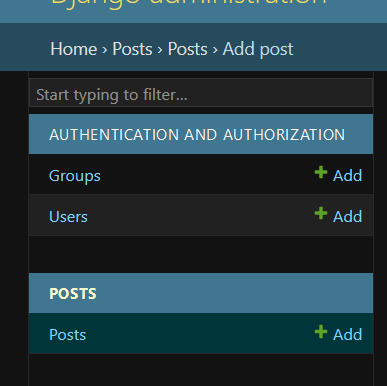 Django administration
Home › Posts › Posts › Add post
Start typing to filter...
AUTHENTICATION AND AUTHORIZATION
Groups + Add
Users + Add
POSTS
Posts + Add